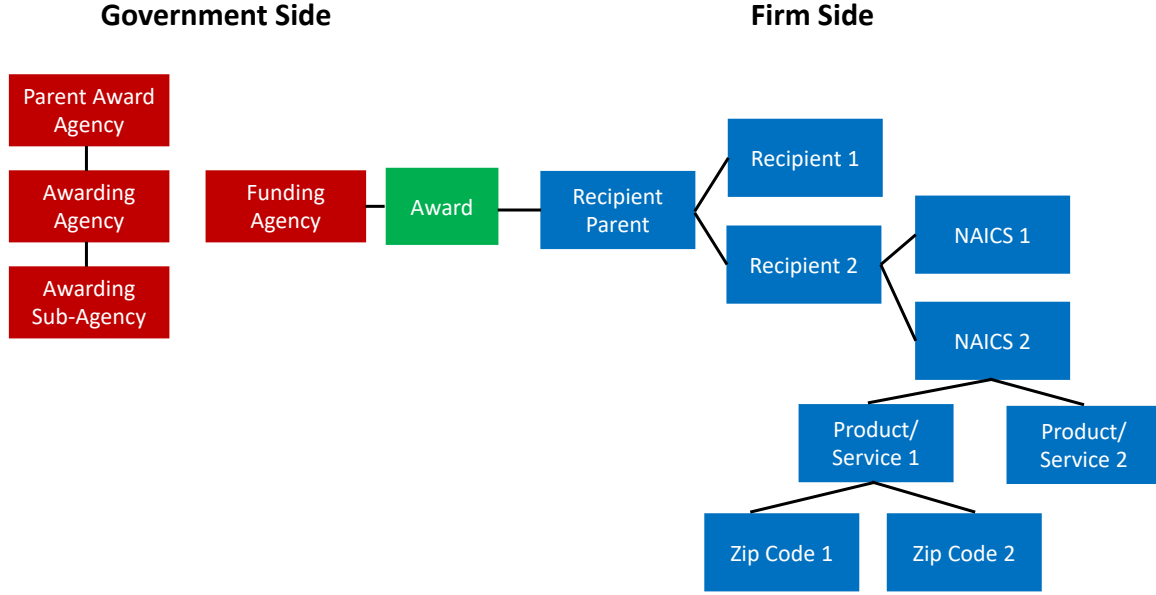 Government Side
Firm Side
Parent Award
Agency
Awarding
Agency
Awarding
Sub-Agency
Funding
Agency
Award
Recipient
Parent
Recipient 1
Recipient 2
NAICS 1
NAICS 2
Product/
Service 1
Product/
Service 2
Zip Code 1
Zip Code 2